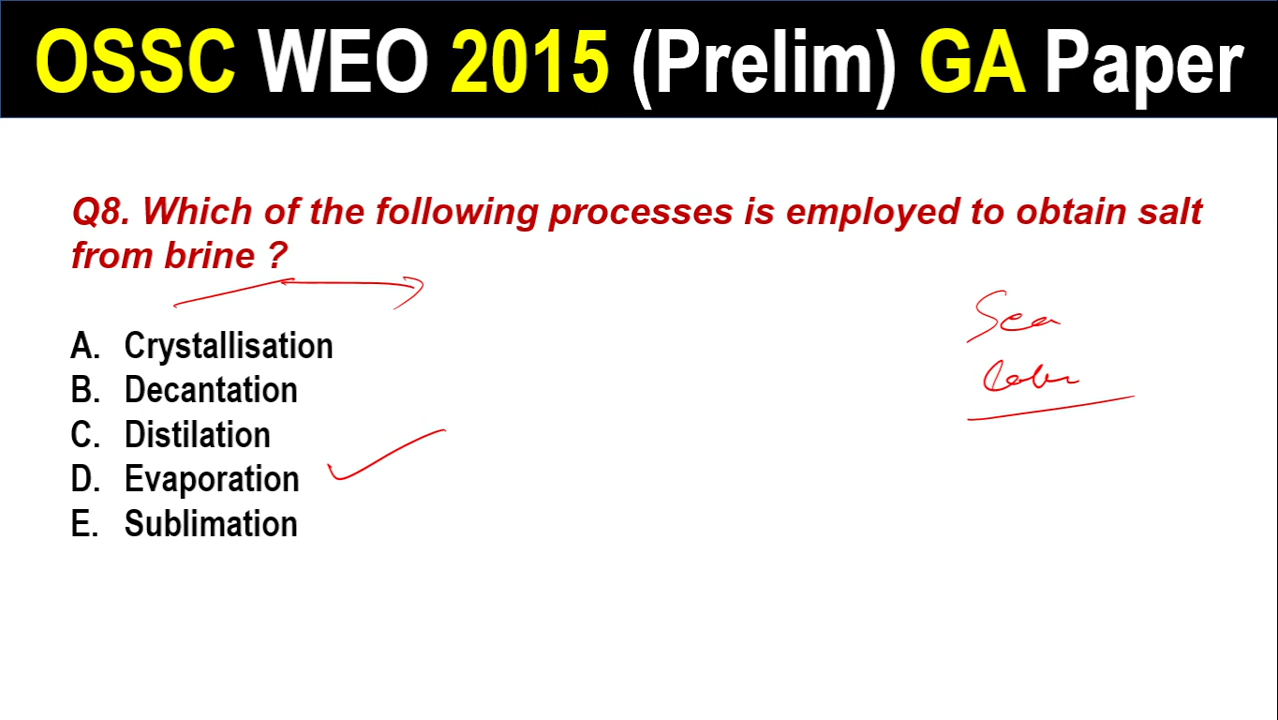 OSSC WEO 2015 (Prelim) GA Paper
Q8. Which of the following processes is employed to obtain salt
from brine ?
A. Crystallisation
B. Decantation
C. Distilation
D. Evaporation
E. Sublimation
Sea